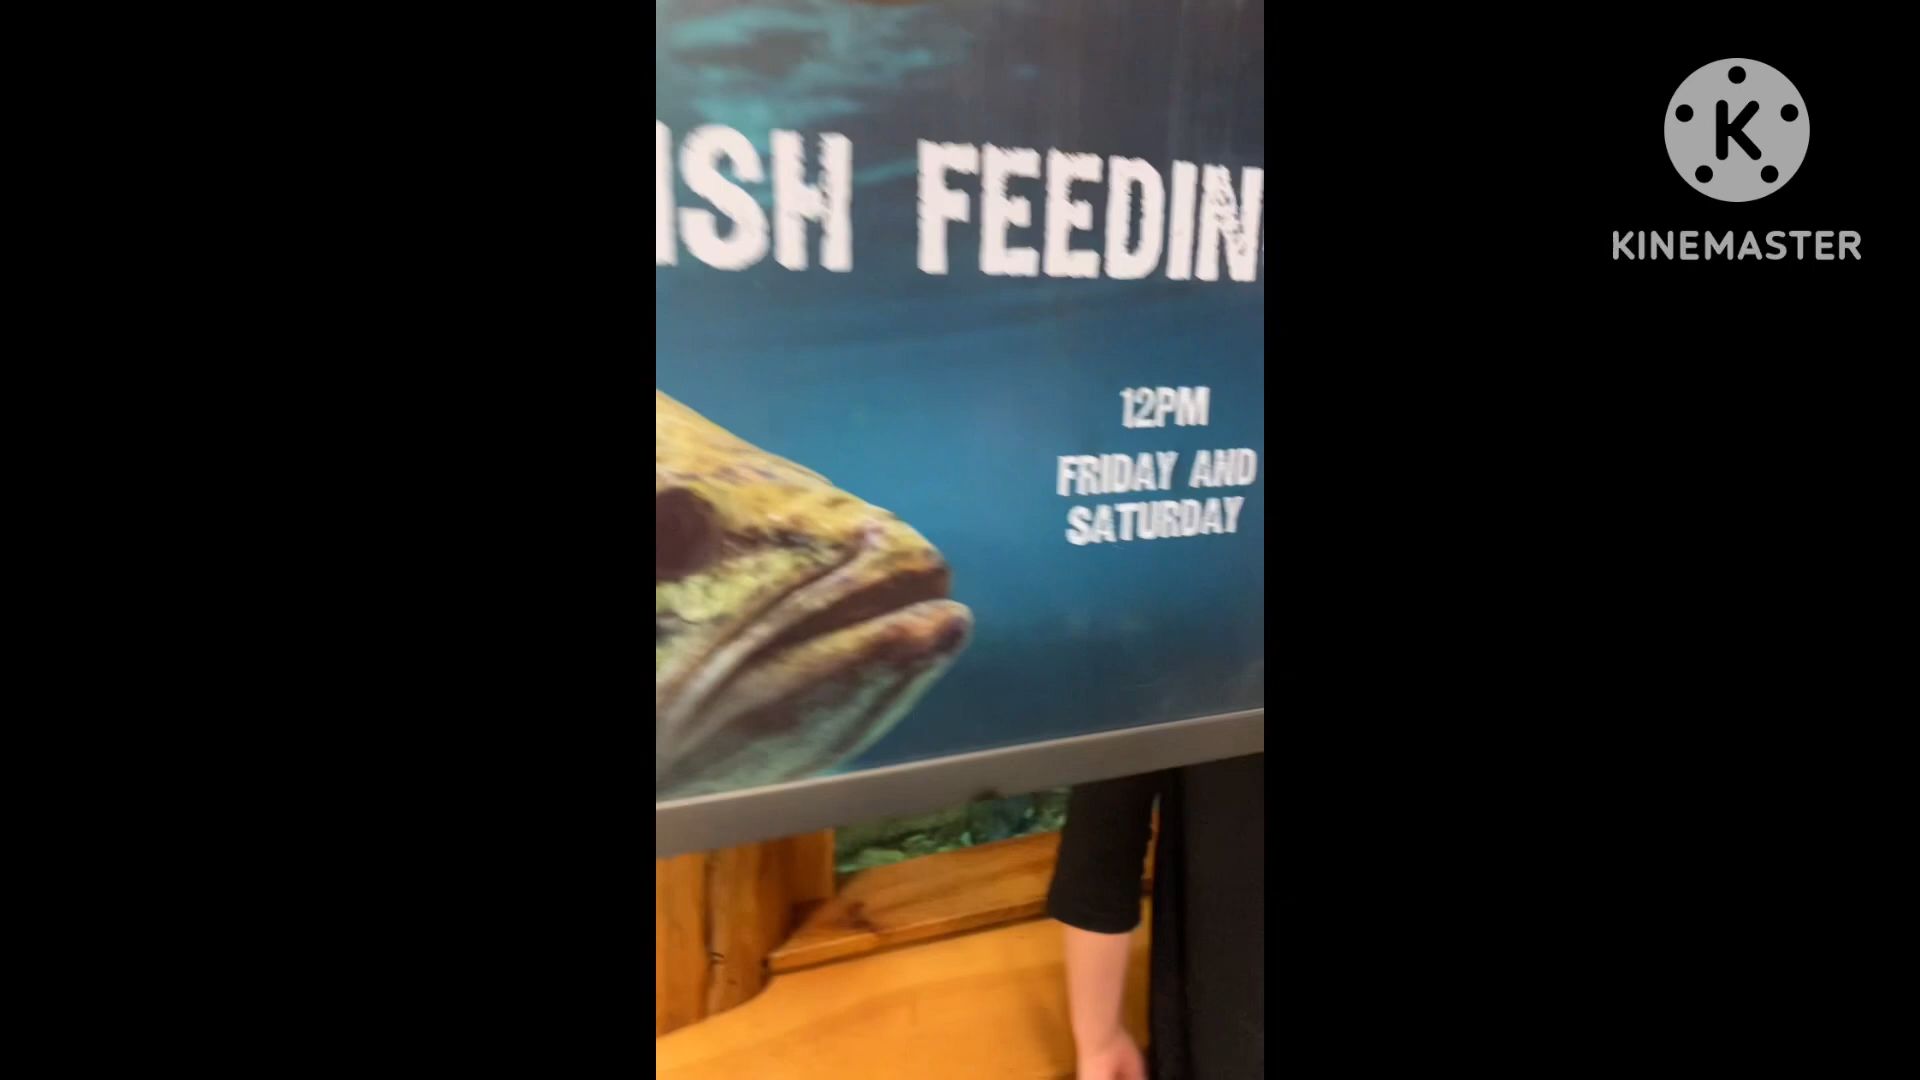 ISH FEEDIN
12PM
FRIDAY AND
SATURDAY
K
KINEMASTER